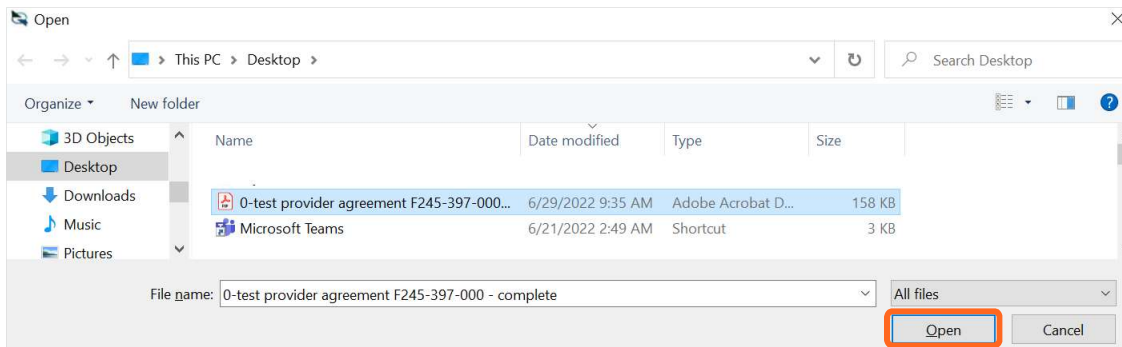 Open
This PC > Desktop >
Search Desktop
Organize
New folder
Name
Date modified
Type
Size
3D Objects
Desktop
Downloads
Music
Pictures
0-test provider agreement F245-397-000... 6/29/2022 9:35 AM Adobe Acrobat D... 158 KB
Microsoft Teams 6/21/2022 2:49 AM Shortcut 3 KB
File name: 0-test provider agreement F245-397-000 - complete
All files
Open
Cancel